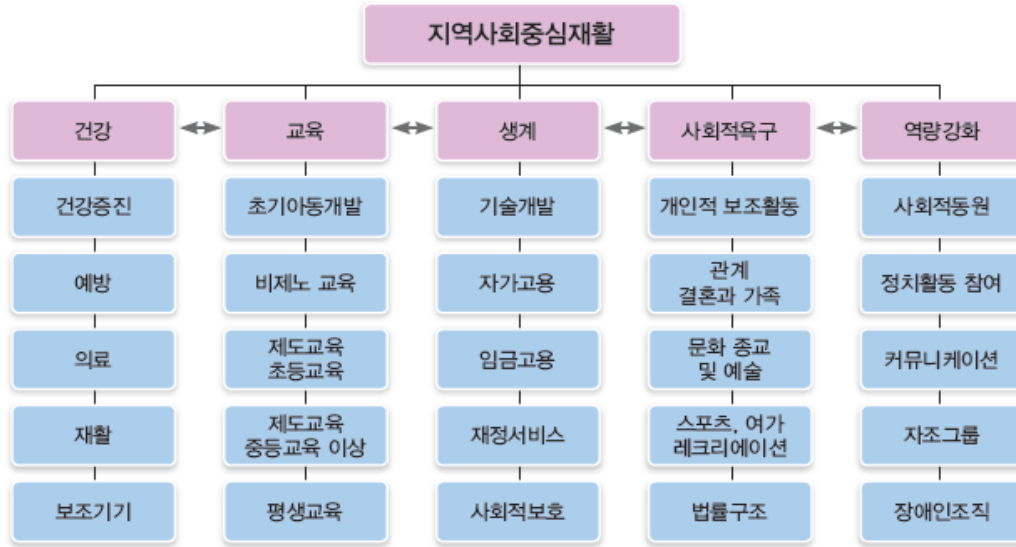 지역사회중심재활
건강
교육
생계
사회적욕구
역량강화
건강증진
초기아동개발
기술개발
개인적 보조활동
사회적동원
예방
비제노 교육
자가고용
관계
결혼과 가족
정치활동 참여
의료
제도교육
초등교육
임금고용
문화 종교
및 예술
커뮤니케이션
재활
제도교육
중등교육 이상
재정서비스
스포츠, 여가
레크리에이션
자조그룹
보조기기
평생교육
사회적보호
법률구조
장애인조직